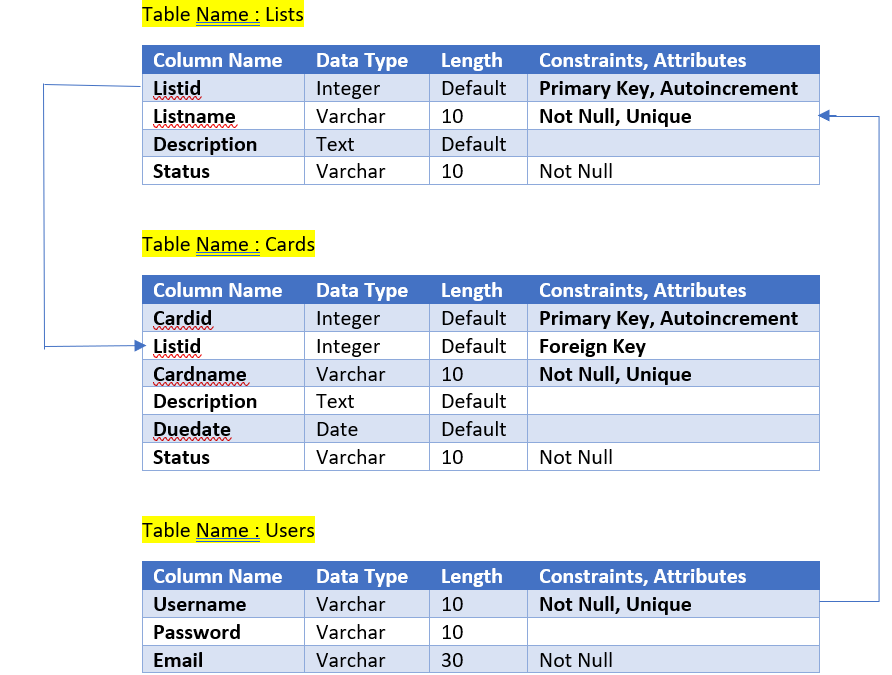 Table Name : Lists
Column Name Data Type Length Constraints, Attributes
Listid Integer Default Primary Key, Autoincrement
Listname Varchar 10 Not Null, Unique
Description Text Default
Status Varchar 10 Not Null
Table Name : Cards
Column Name Data Type Length Constraints, Attributes
Cardid Integer Default Primary Key, Autoincrement
Listid Integer Default Foreign Key
Cardname Varchar 10 Not Null, Unique
Description Text Default
Duedate Date Default
Status Varchar 10 Not Null
Table Name : Users
Column Name Data Type Length Constraints, Attributes
Username Varchar 10 Not Null, Unique
Password Varchar 10
Email Varchar 30 Not Null